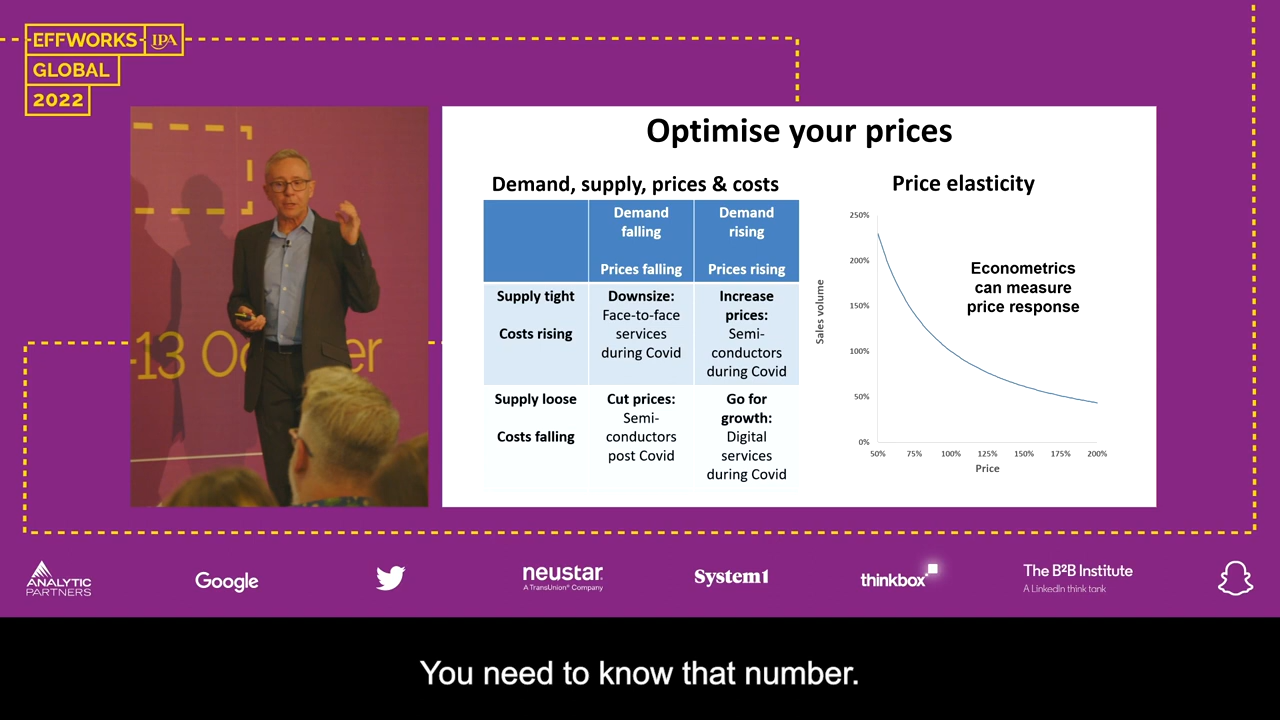 EFFWORKS IPA
GLOBAL
2022
-13 O
er
Optimise your prices
Demand, supply, prices & costs
Demand falling
Prices falling
Demand rising
Prices rising
Supply tight
Costs rising
Downsize:
Face-to-face
services
during Covid
Increase
prices:
Semi-
conductors
during Covid
Supply loose
Costs falling
Cut prices:
Semi-
conductors
post Covid
Go for
growth:
Digital
services
during Covid
Price elasticity
Sales volume
250%
200%
150%
100%
50%
0%
Econometrics
can measure
price response
50% 75% 100% 125% 150% 175% 200%
Price
ANALYTIC
PARTNERS
Google
neustar
A TransUnion® Company
System1
thinkbox
The B²B Institute
A LinkedIn think tank
You need to know that number.